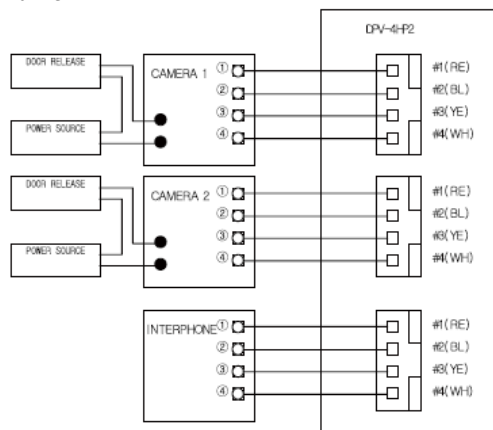 DPV-4HP2
DOOR RELEASE
POWER SOURCE
CAMERA 1
①
②
③
④
#1(RE)
#2(BL)
#3(YE)
#4(WH)
DOOR RELEASE
POWER SOURCE
CAMERA 2
①
②
③
④
#1(RE)
#2(BL)
#3(YE)
#4(WH)
INTERPHONE
①
②
③
④
#1(RE)
#2(BL)
#3(YE)
#4(WH)